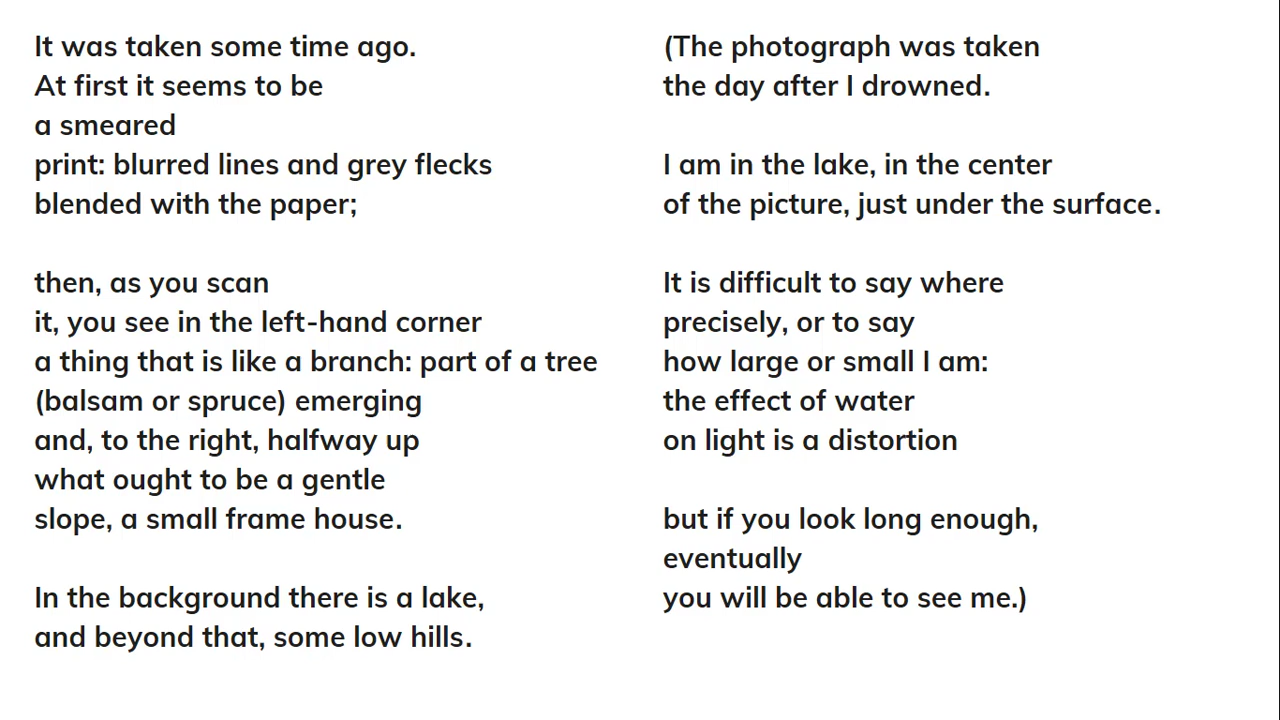 It was taken some time ago.
At first it seems to be
a smeared
print: blurred lines and grey flecks
blended with the paper;
then, as you scan
it, you see in the left-hand corner
a thing that is like a branch: part of a tree
(balsam or spruce) emerging
and, to the right, halfway up
what ought to be a gentle
slope, a small frame house.
In the background there is a lake,
and beyond that, some low hills.
(The photograph was taken
the day after I drowned.
I am in the lake, in the center
of the picture, just under the surface.
It is difficult to say where
precisely, or to say
how large or small I am:
the effect of water
on light is a distortion
but if you look long enough,
eventually
you will be able to see me.)